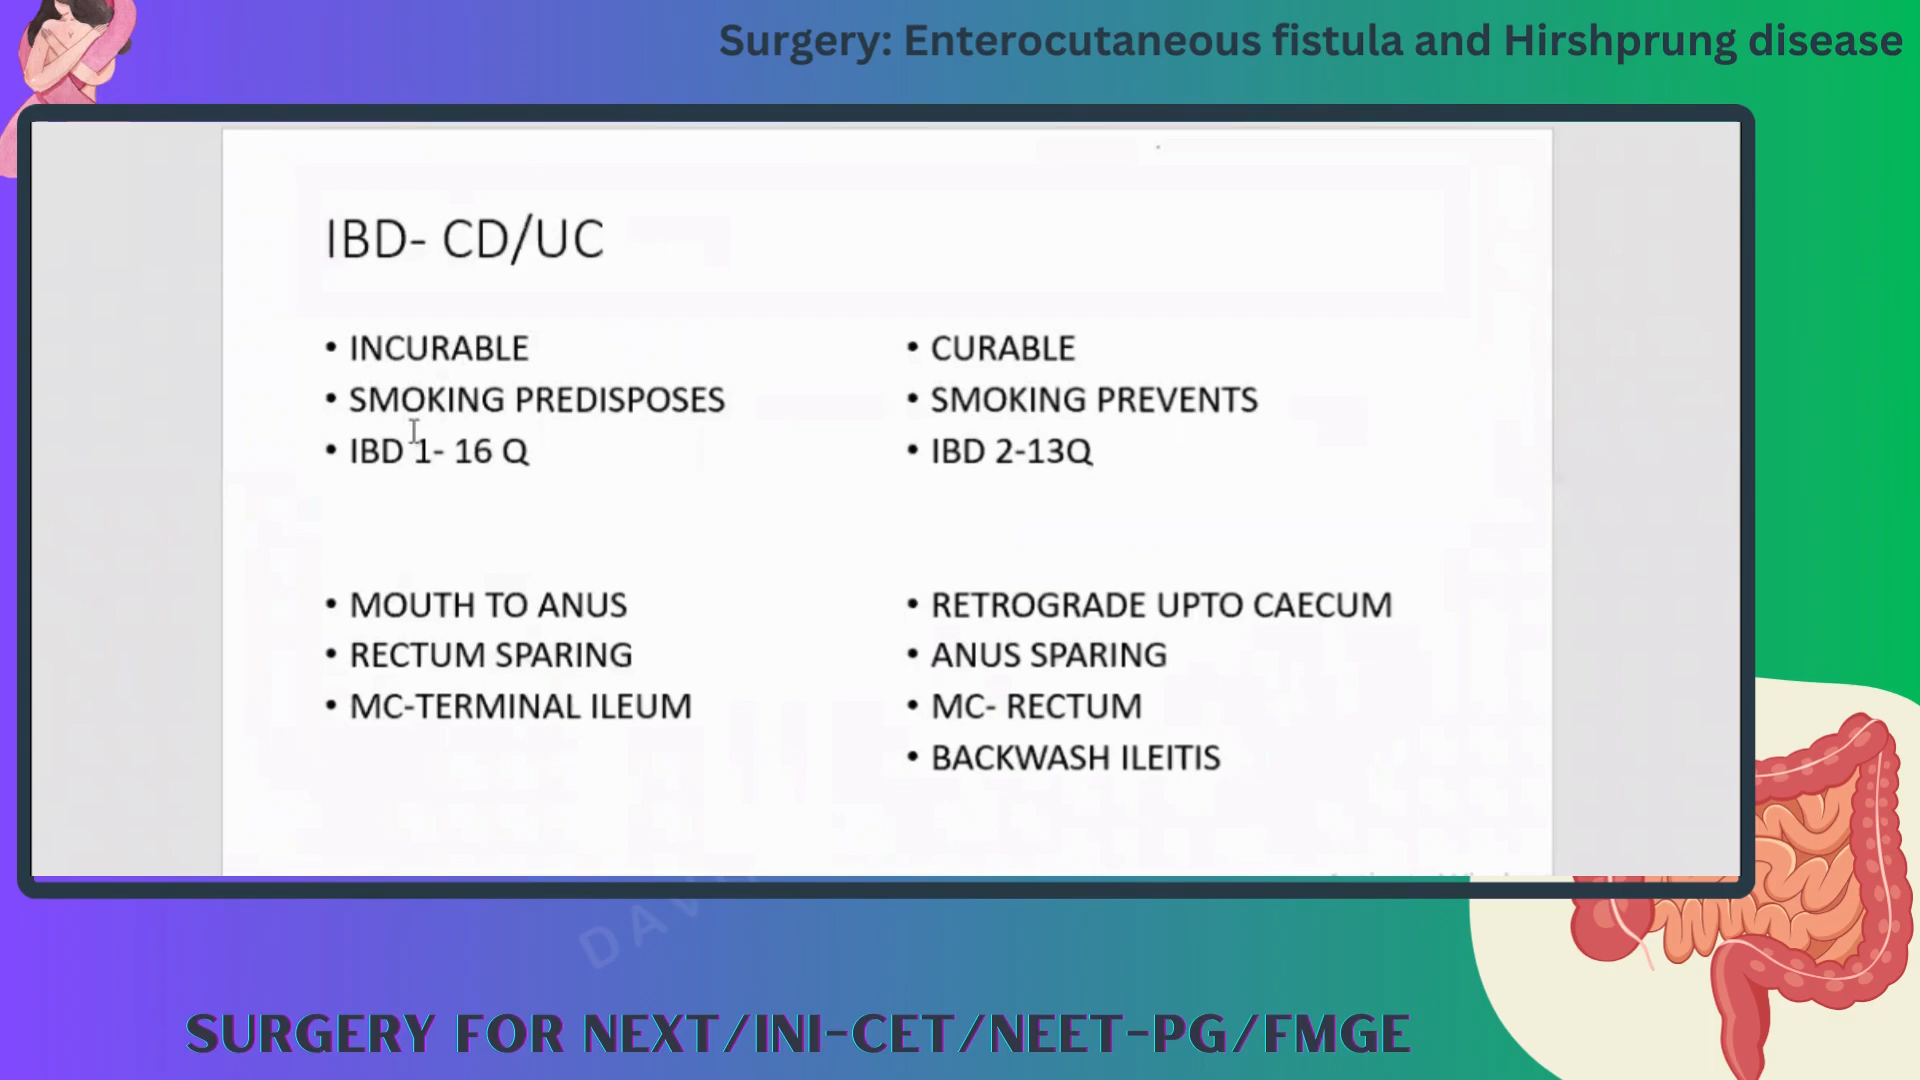 Surgery: Enterocutaneous fistula and Hirshprung disease
IBD- CD/UC
• INCURABLE
• SMOKING PREDISPOSES
• IBD 1- 16 Q
• MOUTH TO ANUS
• RECTUM SPARING
• MC-TERMINAL ILEUM
• CURABLE
• SMOKING PREVENTS
• IBD 2-13Q
• RETROGRADE UPTO CAECUM
• ANUS SPARING
• MC- RECTUM
• BACKWASH ILEITIS
SURGERY FOR NEXT/INI-CET/NEET-PG/FMGE